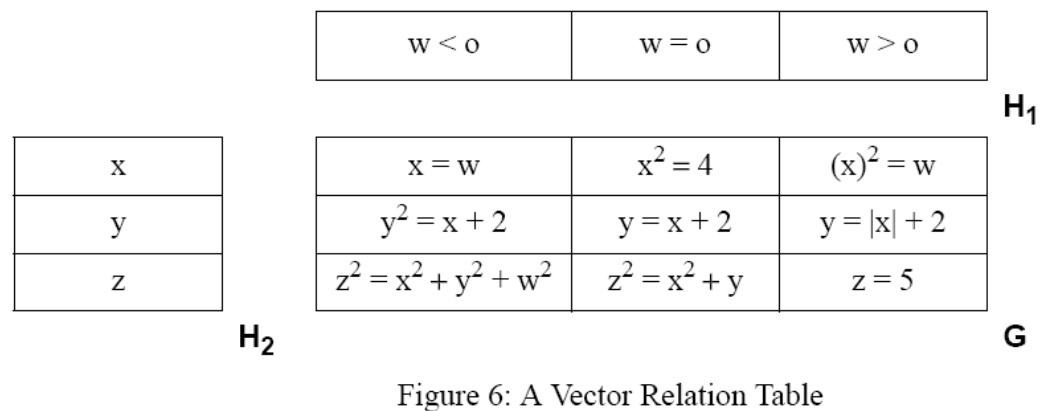 w < o w = o w > o
H₁
x x = w x² = 4 (x)² = w
y y² = x + 2 y = x + 2 y = |x| + 2
z z² = x² + y² + w² z² = x² + y z = 5
H₂ G
Figure 6: A Vector Relation Table